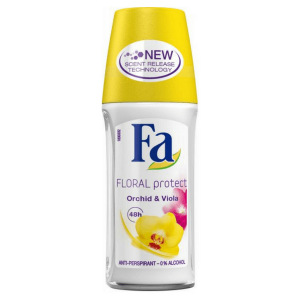 NEW
SCENT RELEASE
TECHNOLOGY
Fa
FLORAL protect
Orchid & Viola
48h
ANTI-PERSPIRANT - 0% ALCOHOL